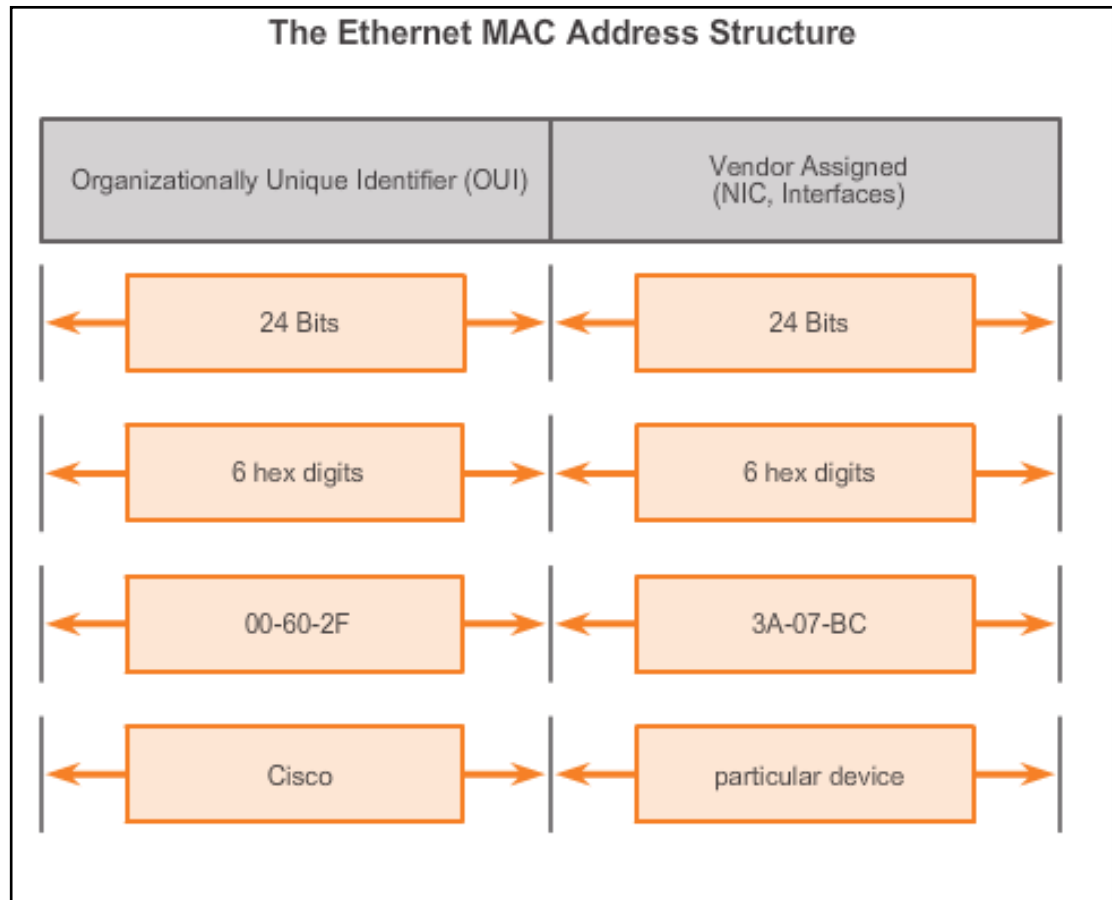 The Ethernet MAC Address Structure
Organizationally Unique Identifier (OUI)
Vendor Assigned
(NIC, Interfaces)
24 Bits
24 Bits
6 hex digits
6 hex digits
00-60-2F
3A-07-BC
Cisco
particular device